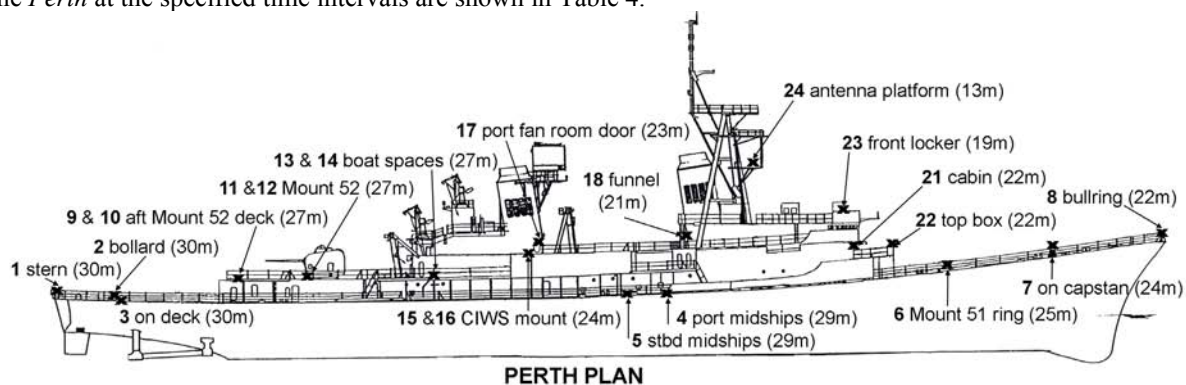 the Perth at the specified time intervals are shown in Table 4.
24 antenna platform (13m)
17 port fan room door (23m)
23 front locker (19m)
13 & 14 boat spaces (27m)
18 funnel
(21m)
21 cabin (22m)
11 &12 Mount 52 (27m)
8 bullring (22m)
9 & 10 aft Mount 52 deck (27m)
22 top box (22m)
2 bollard (30m)
1 stern (30m)
7 on capstan (24m)
3 on deck (30m)
15 &16 CIWS mount (24m)
4 port midships (29m)
6 Mount 51 ring (25m)
5 stbd midships (29m)
PERTH PLAN